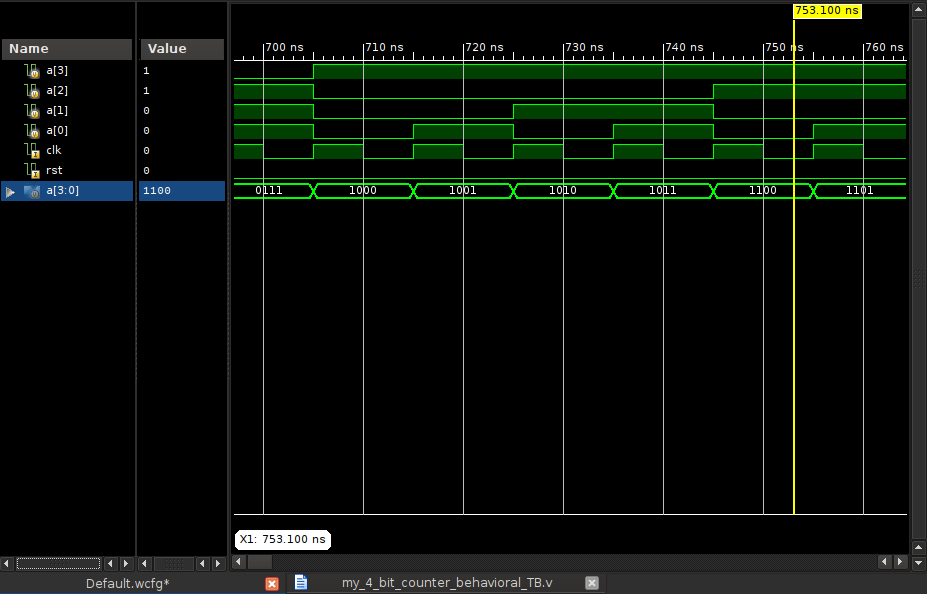 753.100 ns
Name Value
700 ns 710 ns 720 ns 730 ns 740 ns 750 ns 760 ns
a[3] 1
a[2] 1
a[1] 0
a[0] 0
clk 0
rst 0
a[3:0] 1100 0111 1000 1001 1010 1011 1100 1101
X1: 753.100 ns
Default.wcfg* my_4_bit_counter_behavioral_TB.v